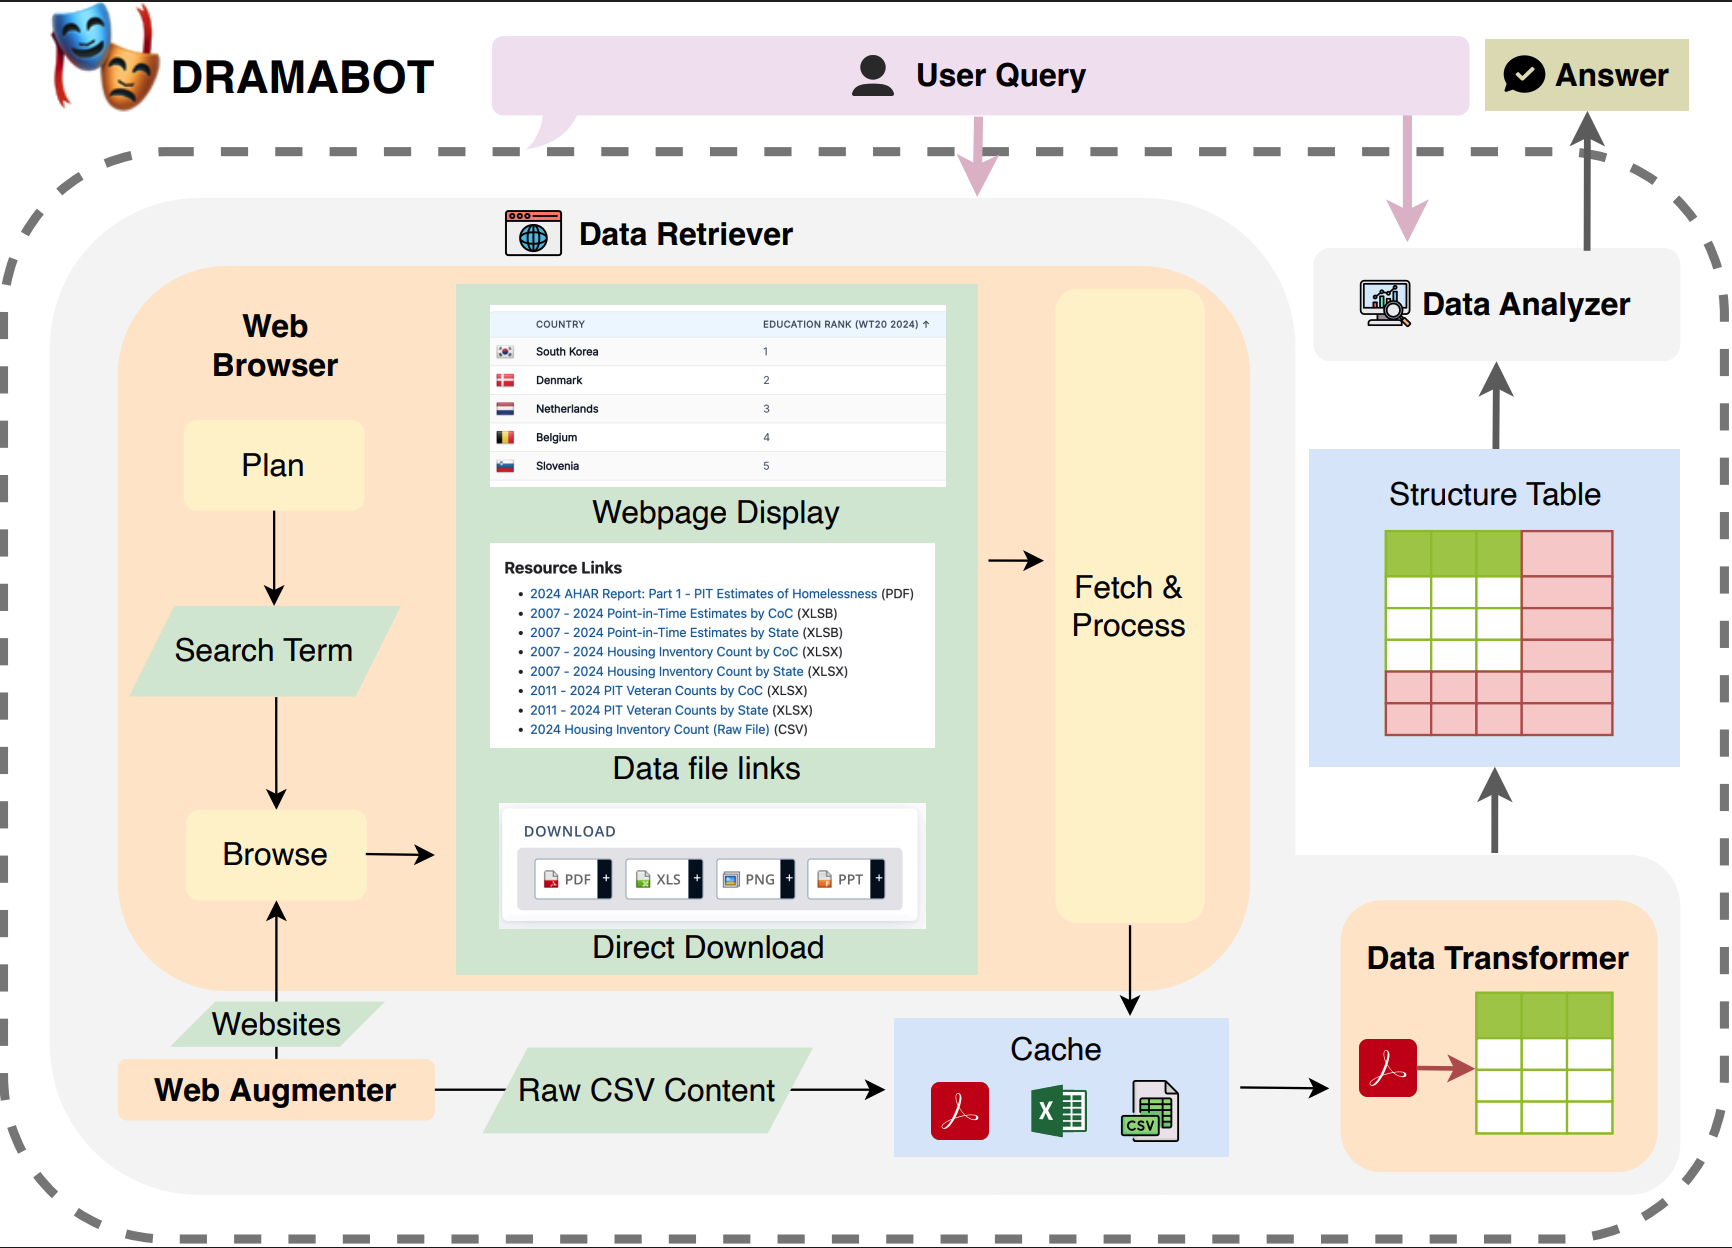 DRAMABOT
User Query
Answer
Data Retriever
Web
Browser
Plan
Search Term
Browse
Websites
Web Augmenter
COUNTRY EDUCATION RANK (WT20 2024) ↑
South Korea 1
Denmark 2
Netherlands 3
Belgium 4
Slovenia 5
Webpage Display
Resource Links
• 2024 AHAR Report: Part 1 - PIT Estimates of Homelessness (PDF)
• 2007 - 2024 Point-in-Time Estimates by CoC (XLSB)
• 2007 - 2024 Point-in-Time Estimates by State (XLSB)
• 2007 - 2024 Housing Inventory Count by CoC (XLSX)
• 2007 - 2024 Housing Inventory Count by State (XLSX)
• 2011 - 2024 PIT Veteran Counts by CoC (XLSX)
• 2011 - 2024 PIT Veteran Counts by State (XLSX)
• 2024 Housing Inventory Count (Raw File) (CSV)
Data file links
DOWNLOAD
PDF + XLS + PNG + PPT +
Direct Download
Fetch &
Process
Raw CSV Content
Cache
X CSV
Data Transformer
Structure Table
Data Analyzer